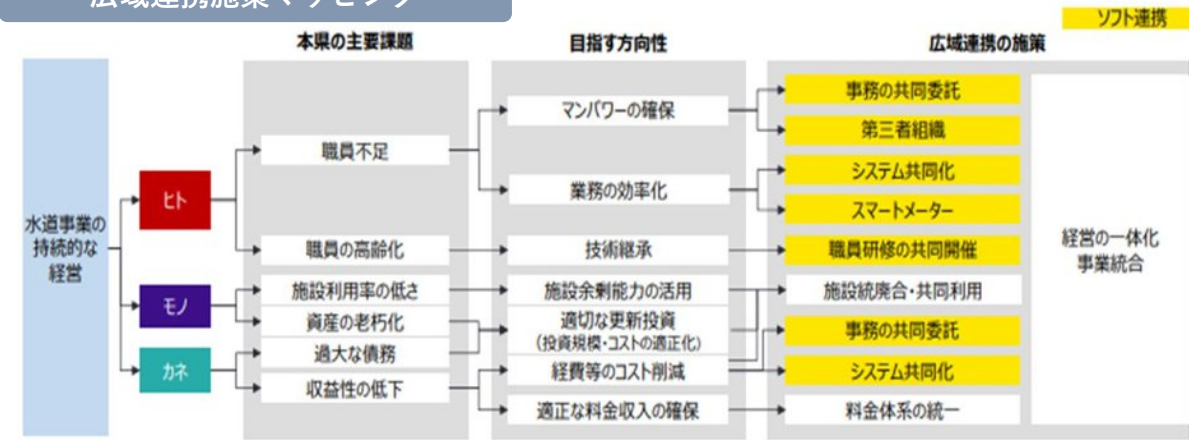 広域連携施策マッピング
ソフト連携
本県の主要課題
目指す方向性
広域連携の施策
水道事業の
持続的な
経営
ヒト
モノ
カネ
職員不足
職員の高齢化
施設利用率の低さ
資産の老朽化
過大な債務
収益性の低下
マンパワーの確保
業務の効率化
技術継承
施設余剰能力の活用
適切な更新投資
(投資規模・コストの適正化)
経費等のコスト削減
適正な料金収入の確保
事務の共同委託
第三者組織
システム共同化
スマートメーター
職員研修の共同開催
施設統廃合・共同利用
事務の共同委託
システム共同化
料金体系の統一
経営の一体化
事業統合